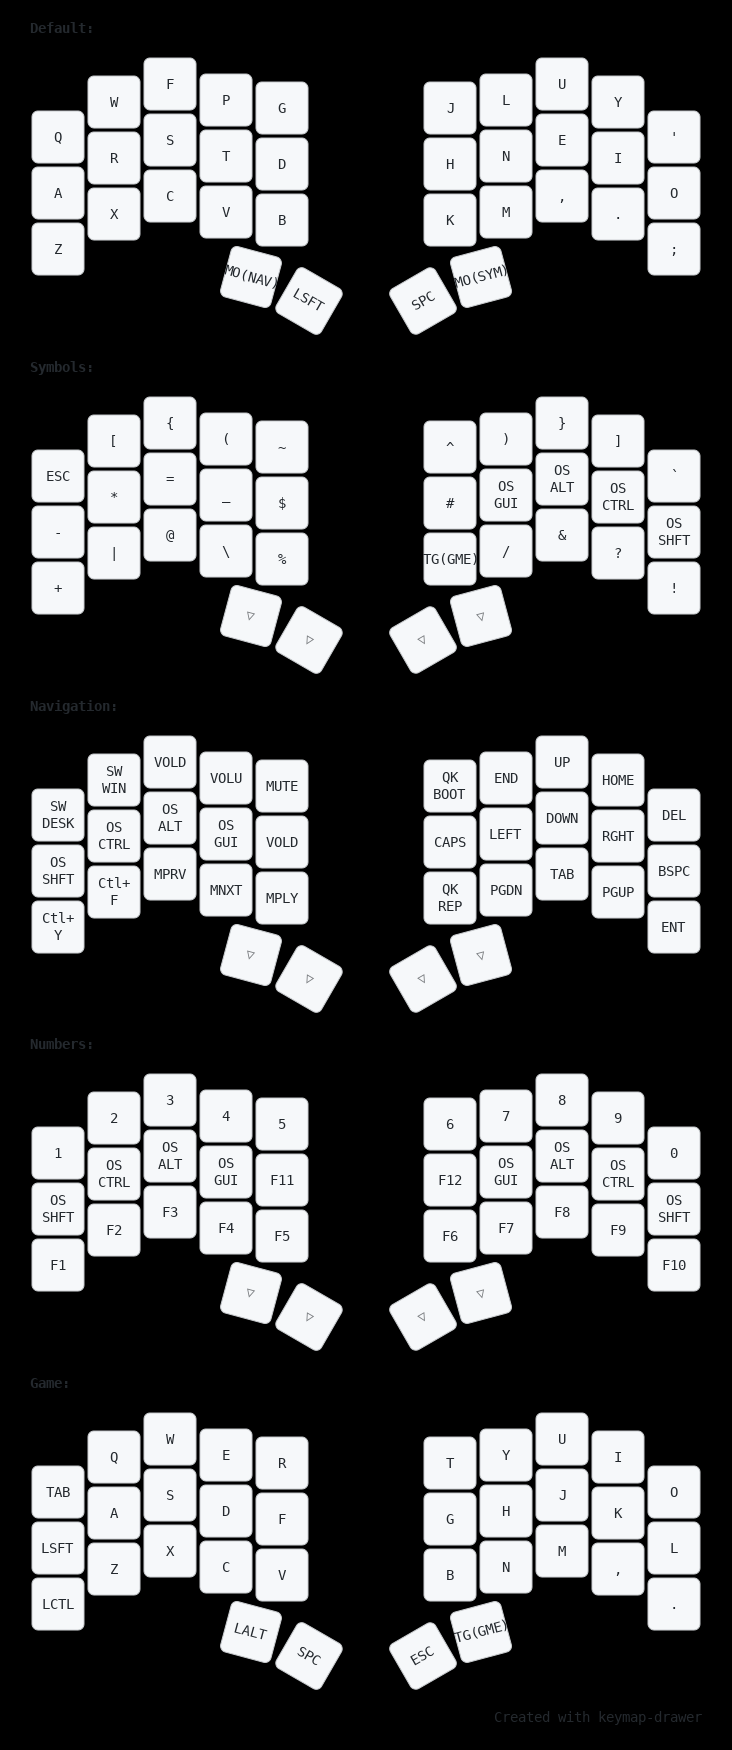 Default:
Q W F P G J L U Y '
A R S T D H N E I O
Z X C V B K M , . ;
MO(NAV) LSFT SPC MO(SYM)
Symbols:
ESC [ { ( ~ ^ ) } ] `
- * = _ $ # OS GUI OS ALT OS CTRL OS SHFT
+ | @ \ % TG(GME) / & ? !
▽ ▷ ◁ ▽
Navigation:
SW DESK SW WIN VOLD VOLU MUTE QK BOOT END UP HOME DEL
OS SHFT OS CTRL OS ALT OS GUI VOLD CAPS LEFT DOWN RGHT BSPC
Ctl+ Y Ctl+ F MPRV MNXT MPLY QK REP PGDN TAB PGUP ENT
▽ ▷ ◁ ▽
Numbers:
1 2 3 4 5 6 7 8 9 0
OS SHFT OS CTRL OS ALT OS GUI F11 F12 OS GUI OS ALT OS CTRL OS SHFT
F1 F2 F3 F4 F5 F6 F7 F8 F9 F10
▽ ▷ ◁ ▽
Game:
TAB Q W E R T Y U I O
LSFT A S D F G H J K L
LCTL Z X C V B N M , .
LALT SPC ESC TG(GME)
Created with keymap-drawer